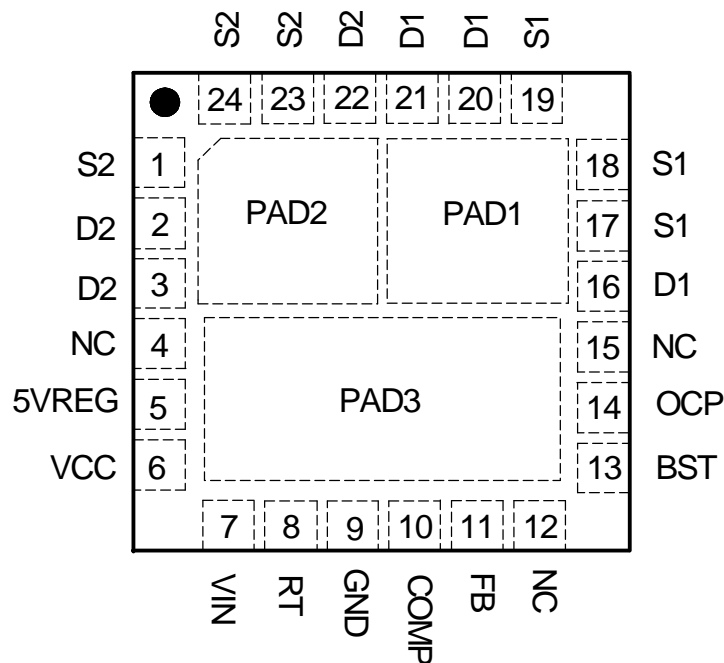 S2 S2 D2 D1 D1 S1
24 23 22 21 20 19
S2 1 18 S1
PAD2 PAD1
D2 2 17 S1
D2 3 16 D1
NC 4 15 NC
5VREG 5 PAD3 14 OCP
VCC 6 13 BST
7 8 9 10 11 12
VIN RT GND COMP FB NC